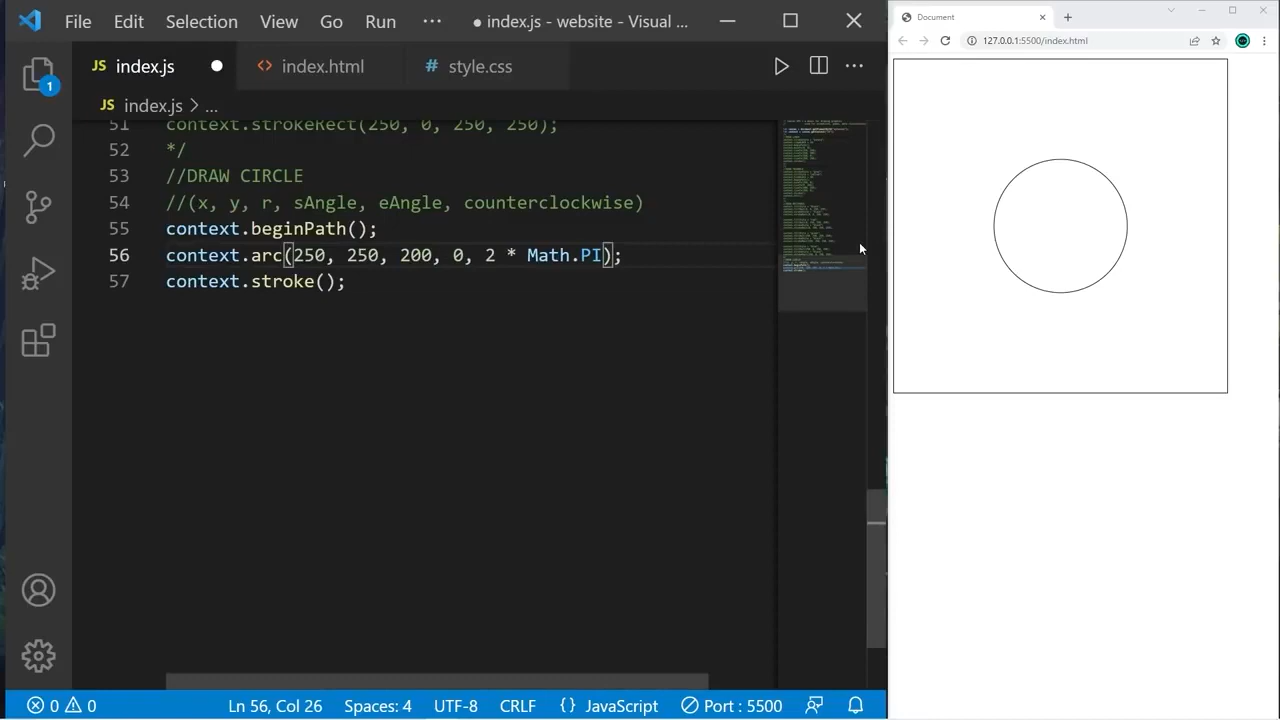 File Edit Selection View Go Run ··· ● index.js - website - Visual ...
JS index.js ● <> index.html # style.css
JS index.js > ...
51 context.strokeRect(250, 0, 250, 250);
52 */
53 //DRAW CIRCLE
54 //(x, y, r, sAngle, eAngle, counterclockwise)
55 context.beginPath();
56 context.arc(250, 250, 200, 0, 2 * Math.PI);
57 context.stroke();
1
0 0 Ln 56, Col 26 Spaces: 4 UTF-8 CRLF {} JavaScript Port : 5500
Document
127.0.0.1:5500/index.html